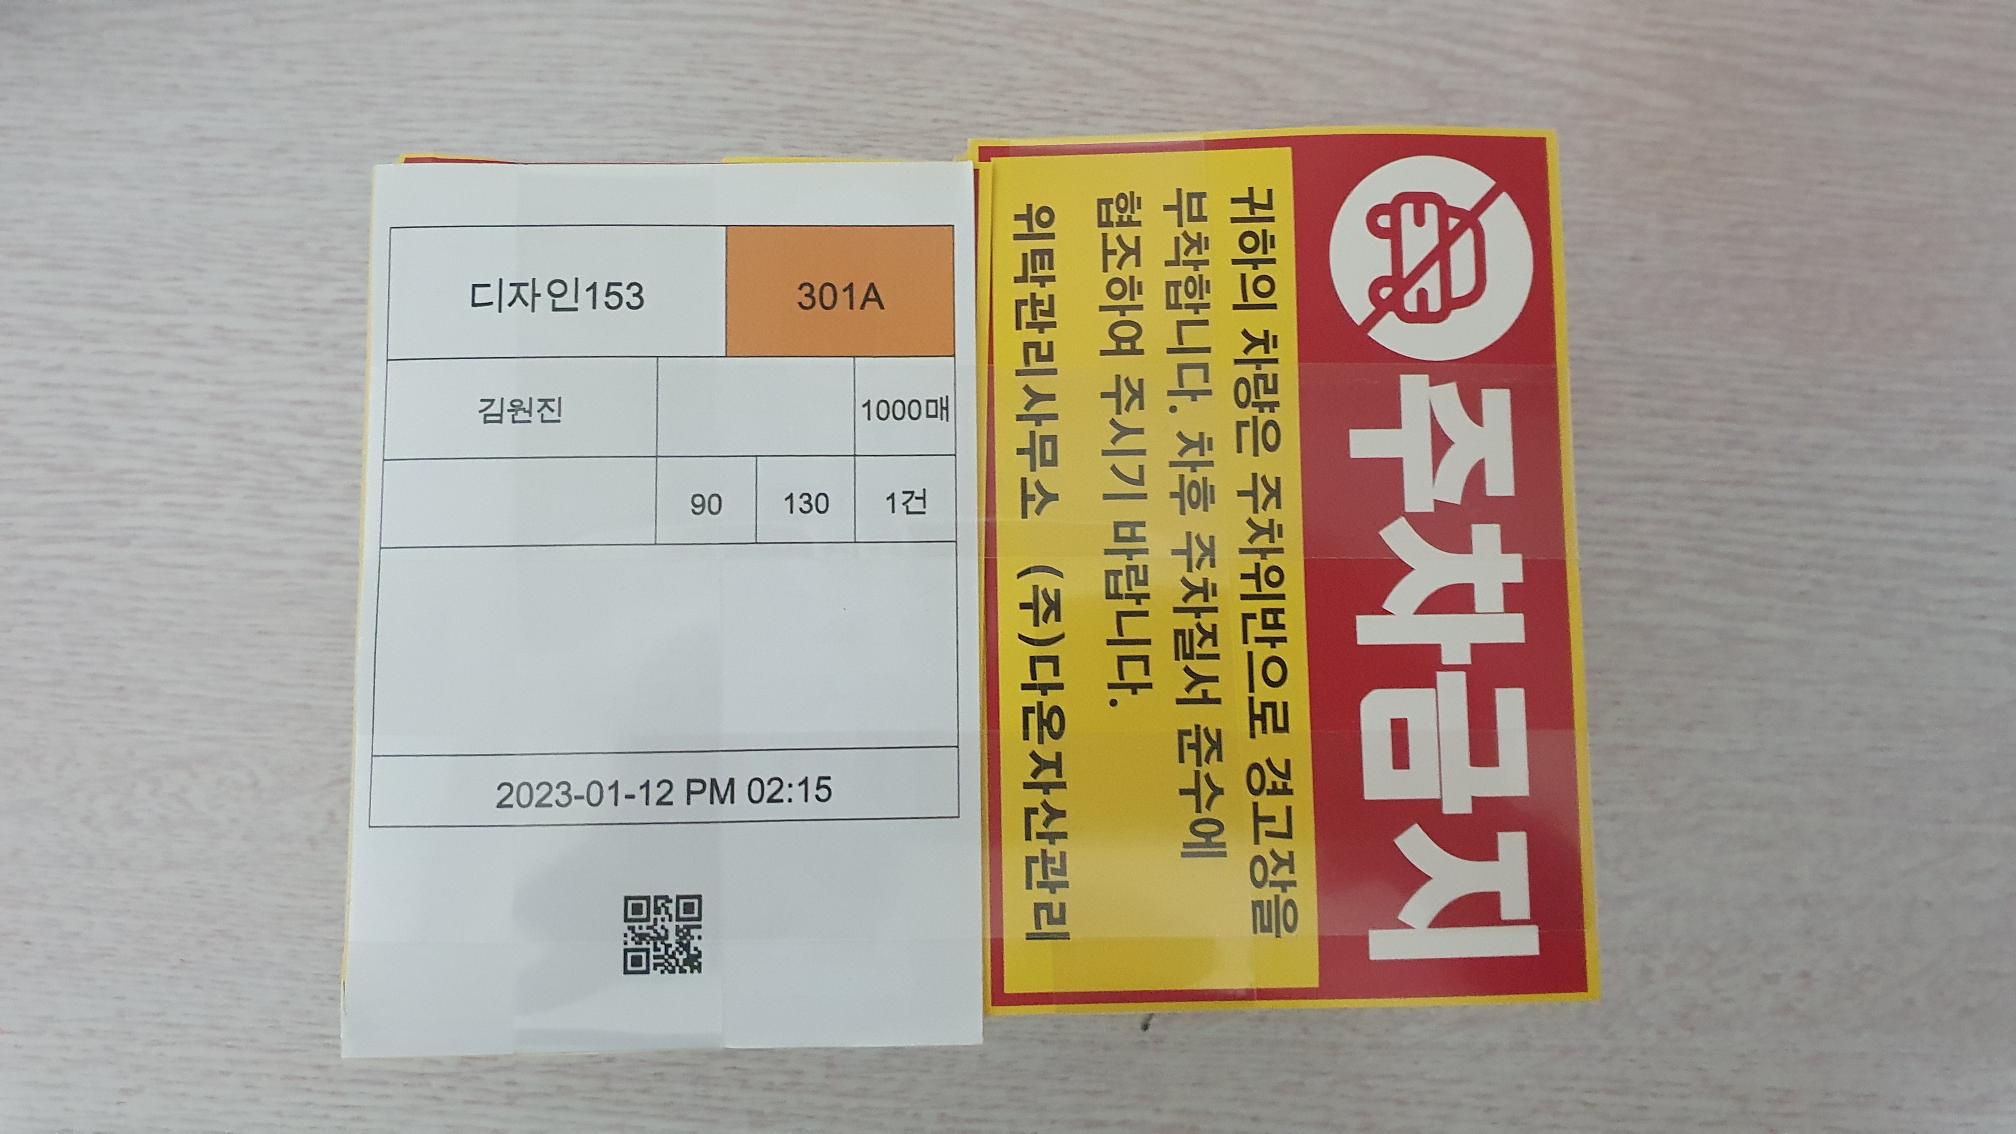 디자인153
301A
김원진
1000매
90
130
1건
2023-01-12 PM 02:15
주차금지
귀하의 차량은 주차위반으로 경고장을
부착합니다. 차후 주차질서 준수에
협조하여 주시기 바랍니다.
위탁관리사무소 (주)다온자산관리